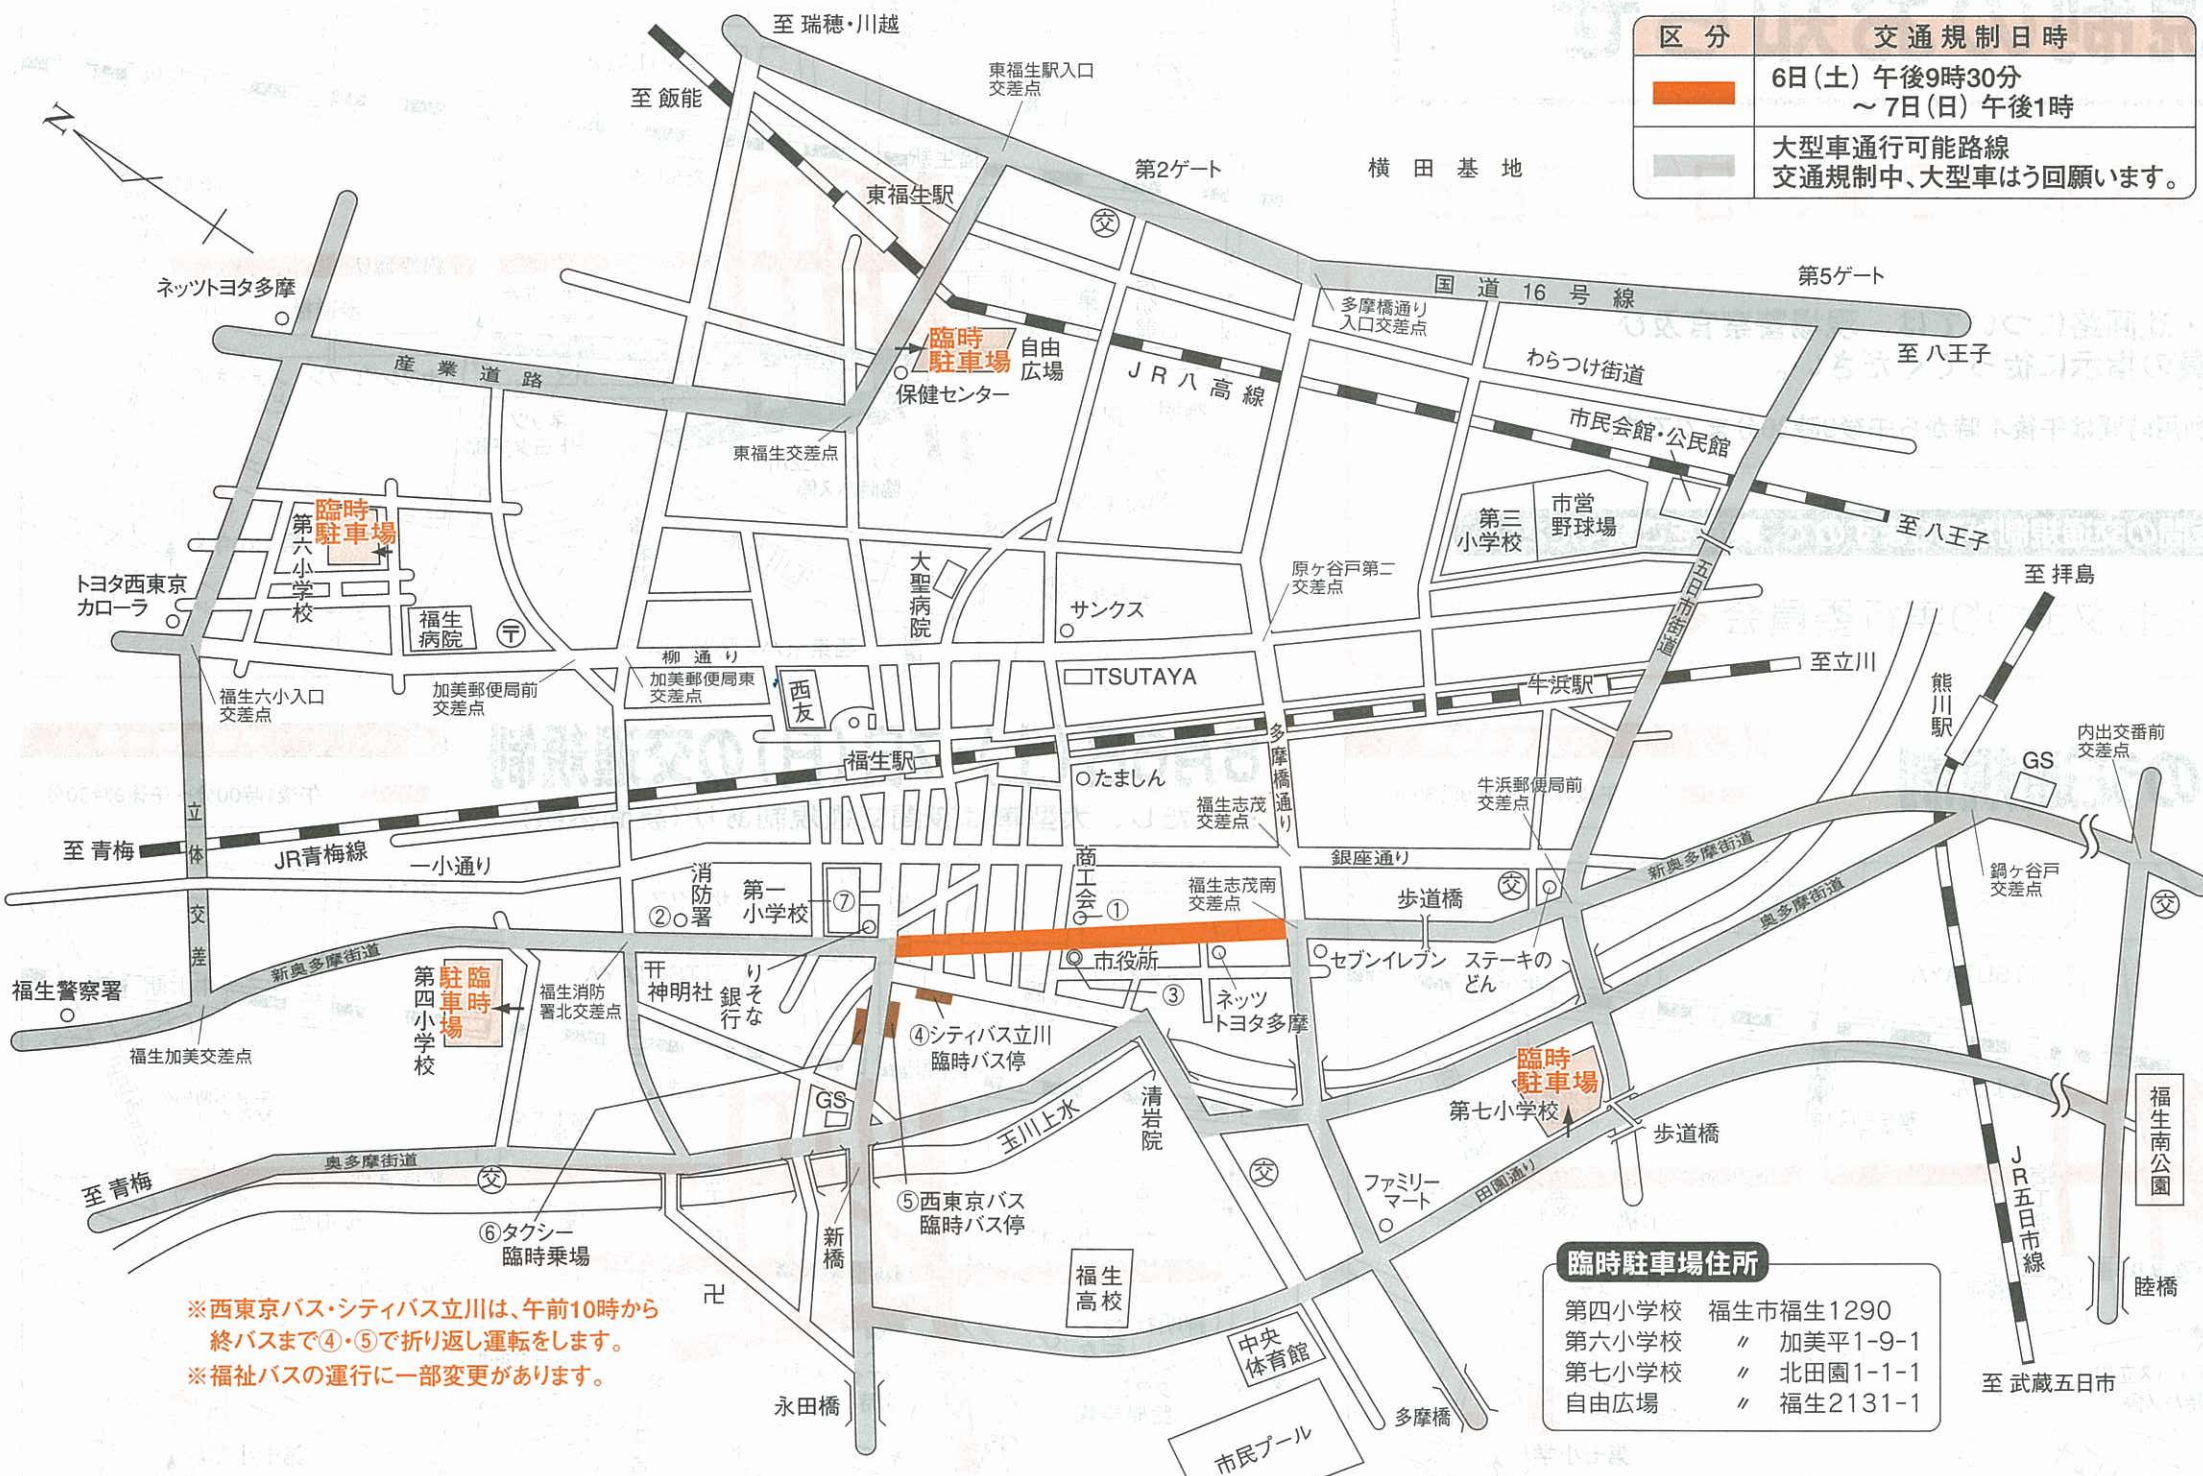 至 瑞穂・川越
至 飯能
東福生駅入口
交差点
第2ゲート
横田基地
区分 交通規制日時
6日(土) 午後9時30分
～ 7日(日) 午後1時
大型車通行可能路線
交通規制中、大型車はう回願います。
N
東福生駅
交
ネッツトヨタ多摩
産業道路
臨時
駐車場
自由
広場
保健センター
東福生交差点
JR八高線
多摩橋通り
入口交差点
国道16号線
第5ゲート
至 八王子
わらつけ街道
市民会館・公民館
第三
小学校
市営
野球場
至 八王子
五日市街道
至 拝島
臨時
駐車場
第六小学校
トヨタ西東京
カローラ
福生
病院
〒
大聖病院
サンクス
原ヶ谷戸第二
交差点
柳通り
福生六小入口
交差点
加美郵便局前
交差点
加美郵便局東
交差点
西友
TSUTAYA
牛浜駅
至立川
熊川駅
内出交番前
交差点
GS
福生駅
たましん
多摩橋通り
福生志茂
交差点
牛浜郵便局前
交差点
立体交差
至 青梅
JR青梅線
一小通り
消防署
②
第一
小学校
⑦
商工会
①
銀座通り
福生志茂南
交差点
歩道橋
交
新奥多摩街道
奥多摩街道
鍋ヶ谷戸
交差点
交
新奥多摩街道
福生警察署
福生加美交差点
臨時
駐車場
第四小学校
福生消防
署北交差点
神明社
りそな
銀行
市役所
③
ネッツ
トヨタ多摩
セブンイレブン
ステーキの
どん
④シティバス立川
臨時バス停
GS
玉川上水
清岩院
臨時
駐車場
第七小学校
歩道橋
福生南公園
奥多摩街道
至 青梅
交
⑥タクシー
臨時乗場
新橋
⑤西東京バス
臨時バス停
交
ファミリー
マート
田園通り
JR五日市線
睦橋
※西東京バス・シティバス立川は、午前10時から
終バスまで④・⑤で折り返し運転をします。
※福祉バスの運行に一部変更があります。
卍
福生
高校
中央
体育館
永田橋
市民プール
多摩橋
至 武蔵五日市
臨時駐車場住所
第四小学校 福生市福生1290
第六小学校 〃 加美平1-9-1
第七小学校 〃 北田園1-1-1
自由広場 〃 福生2131-1